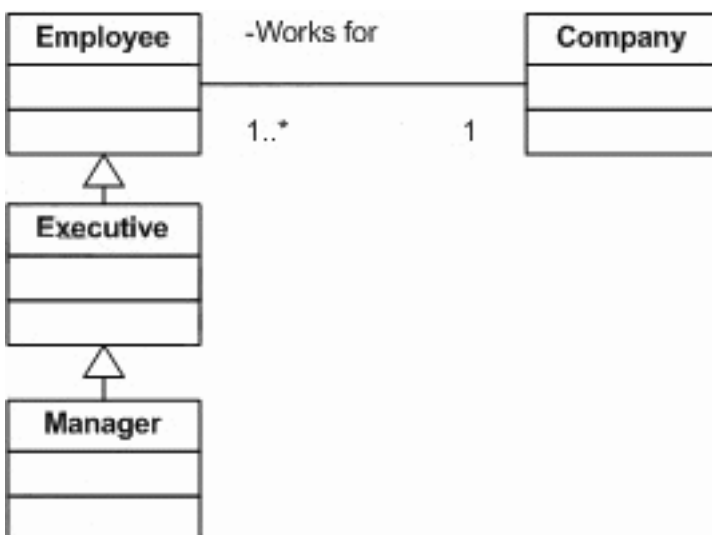 Employee
-Works for
Company
1..*
1
Executive
Manager